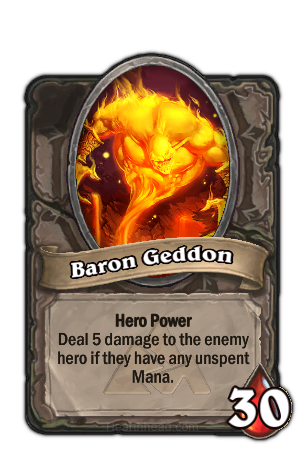 Baron Geddon
Hero Power
Deal 5 damage to the enemy
hero if they have any unspent
Mana.
30